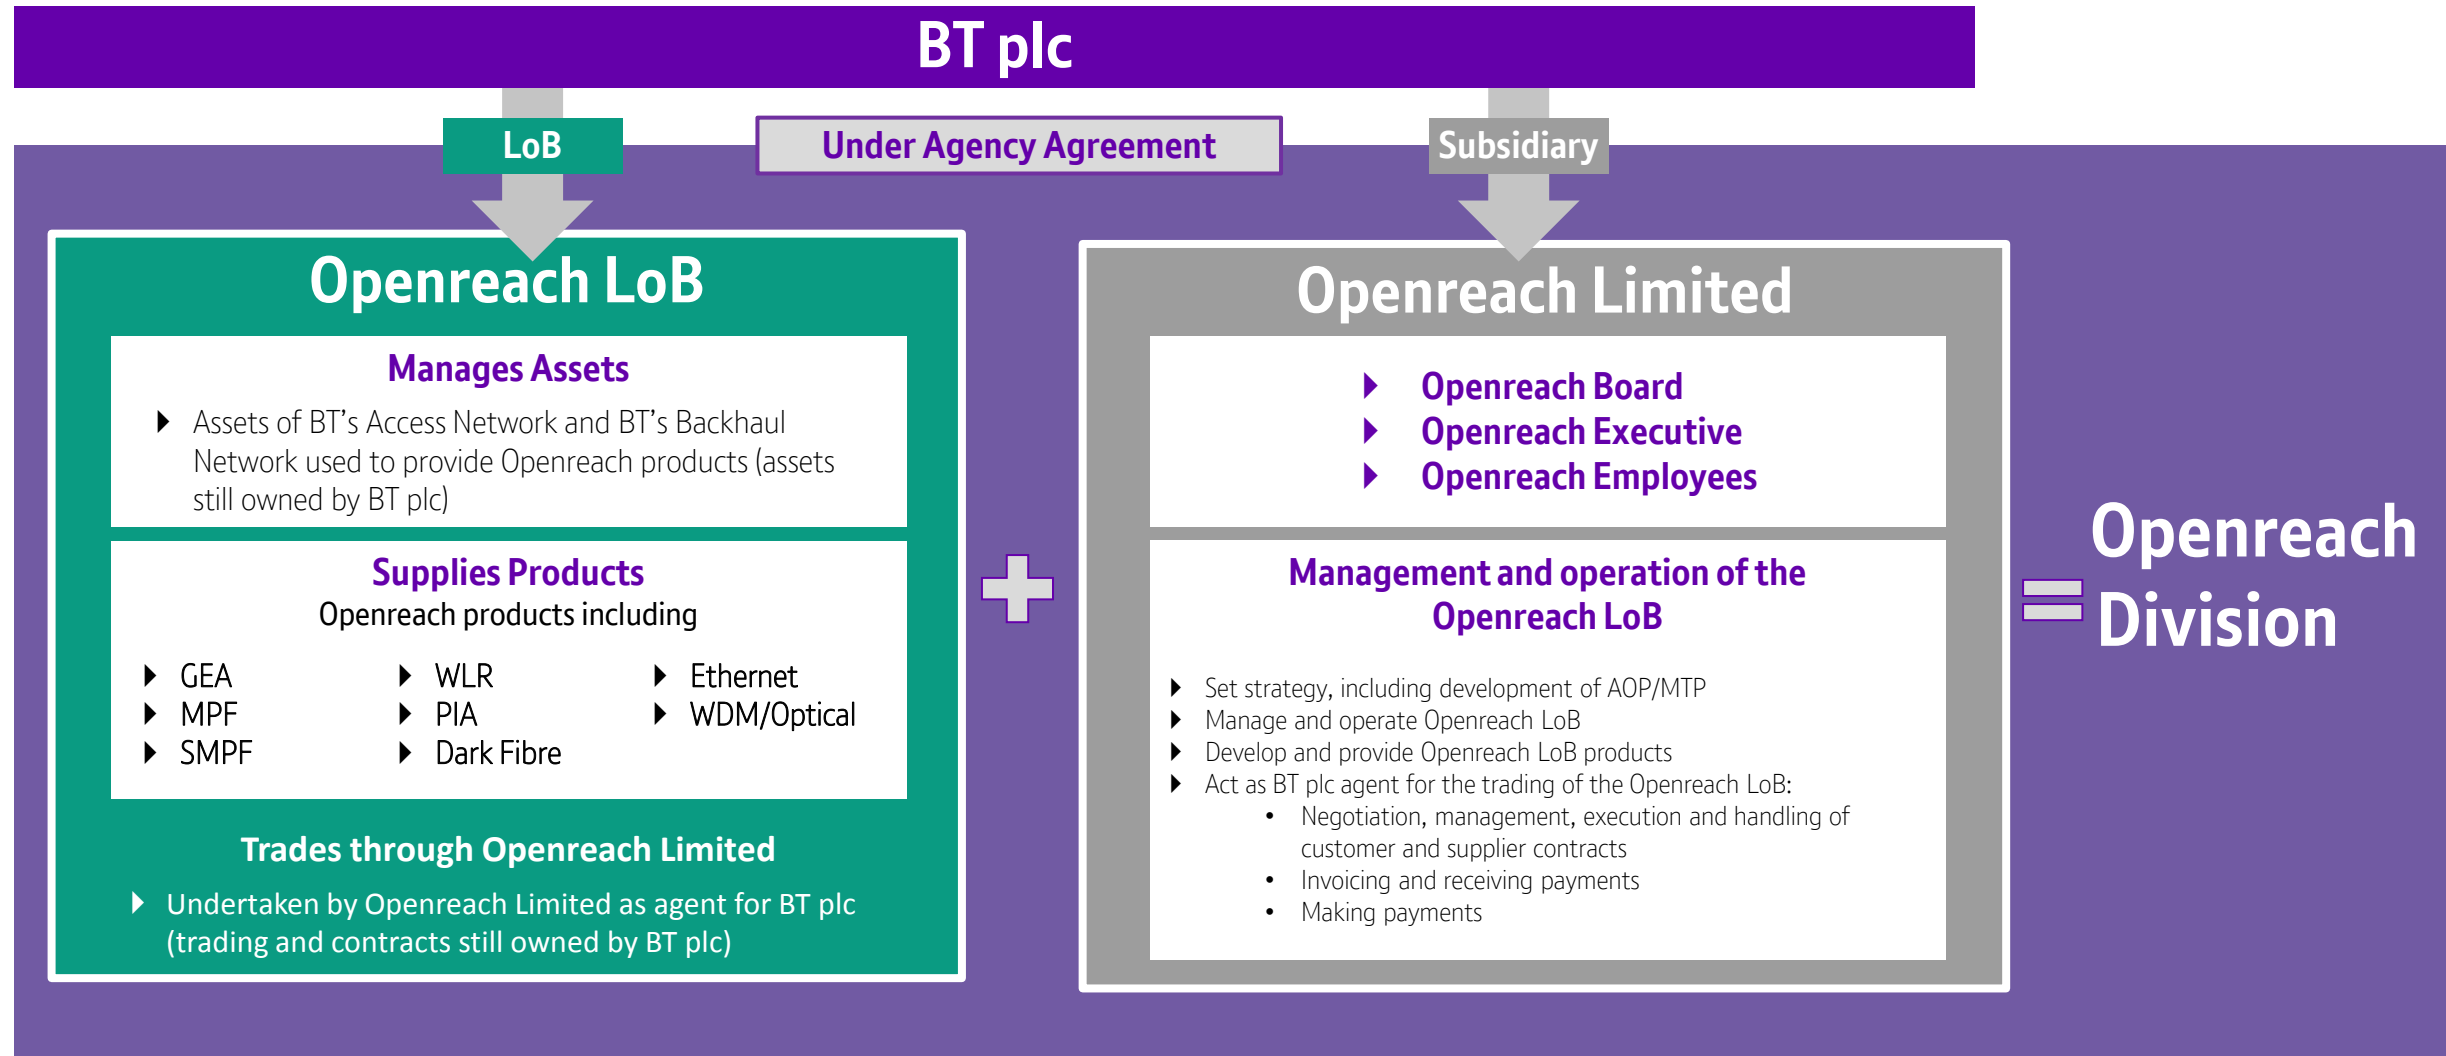 BT plc
LoB
Under Agency Agreement
Subsidiary
Openreach LoB
Manages Assets
Assets of BT's Access Network and BT's Backhaul
Network used to provide Openreach products (assets
still owned by BT plc)
Supplies Products
Openreach products including
GEA
MPF
SMPF
WLR
PIA
Dark Fibre
Ethernet
WDM/Optical
Trades through Openreach Limited
Undertaken by Openreach Limited as agent for BT plc
(trading and contracts still owned by BT plc)
Openreach Limited
Openreach Board
Openreach Executive
Openreach Employees
Management and operation of the
Openreach LoB
Set strategy, including development of AOP/MTP
Manage and operate Openreach LoB
Develop and provide Openreach LoB products
Act as BT plc agent for the trading of the Openreach LoB:
• Negotiation, management, execution and handling of
customer and supplier contracts
• Invoicing and receiving payments
• Making payments
Openreach
Division